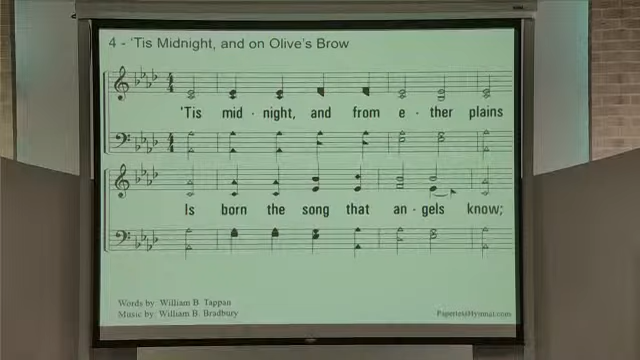 4 - 'Tis Midnight, and on Olive's Brow
'Tis mid - night, and from e - ther plains
Is born the song that an - gels know;
Words by: William B. Tappan
Music by: William B. Bradbury
PaperlessHymnal.com